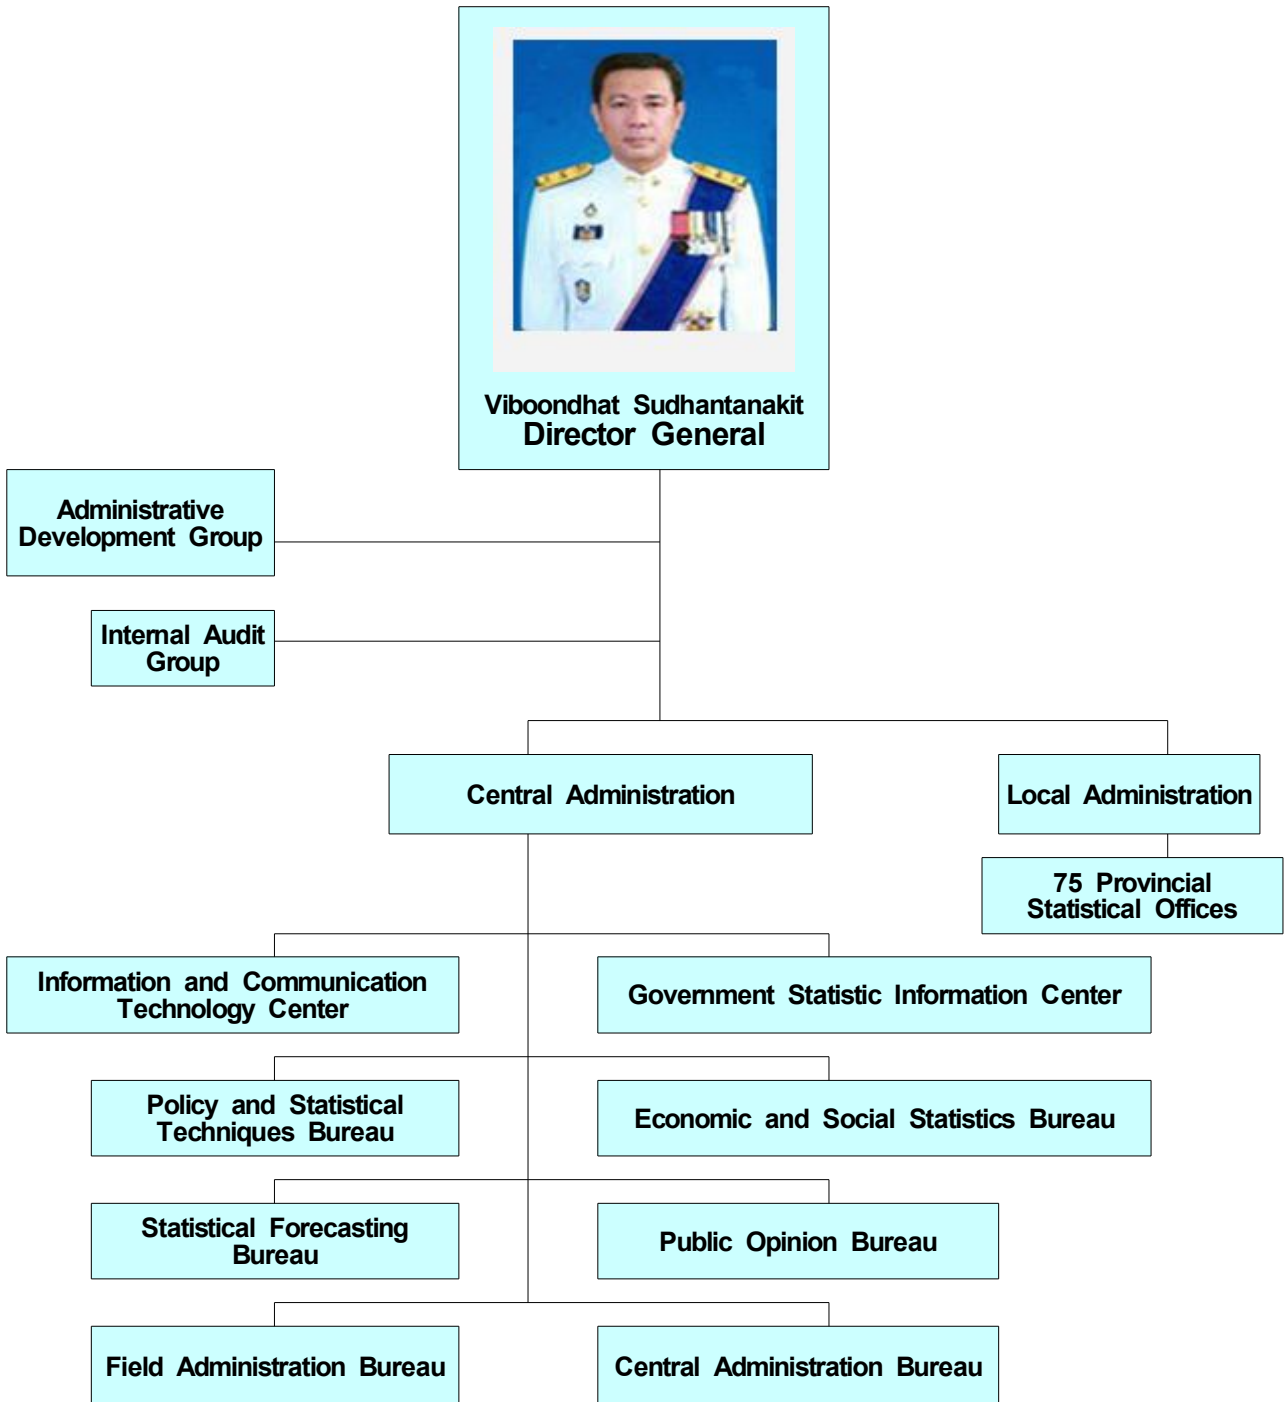 Viboondhat Sudhantanakit
Director General
Administrative
Development Group
Internal Audit
Group
Central Administration
Local Administration
75 Provincial
Statistical Offices
Information and Communication
Technology Center
Government Statistic Information Center
Policy and Statistical
Techniques Bureau
Economic and Social Statistics Bureau
Statistical Forecasting
Bureau
Public Opinion Bureau
Field Administration Bureau
Central Administration Bureau